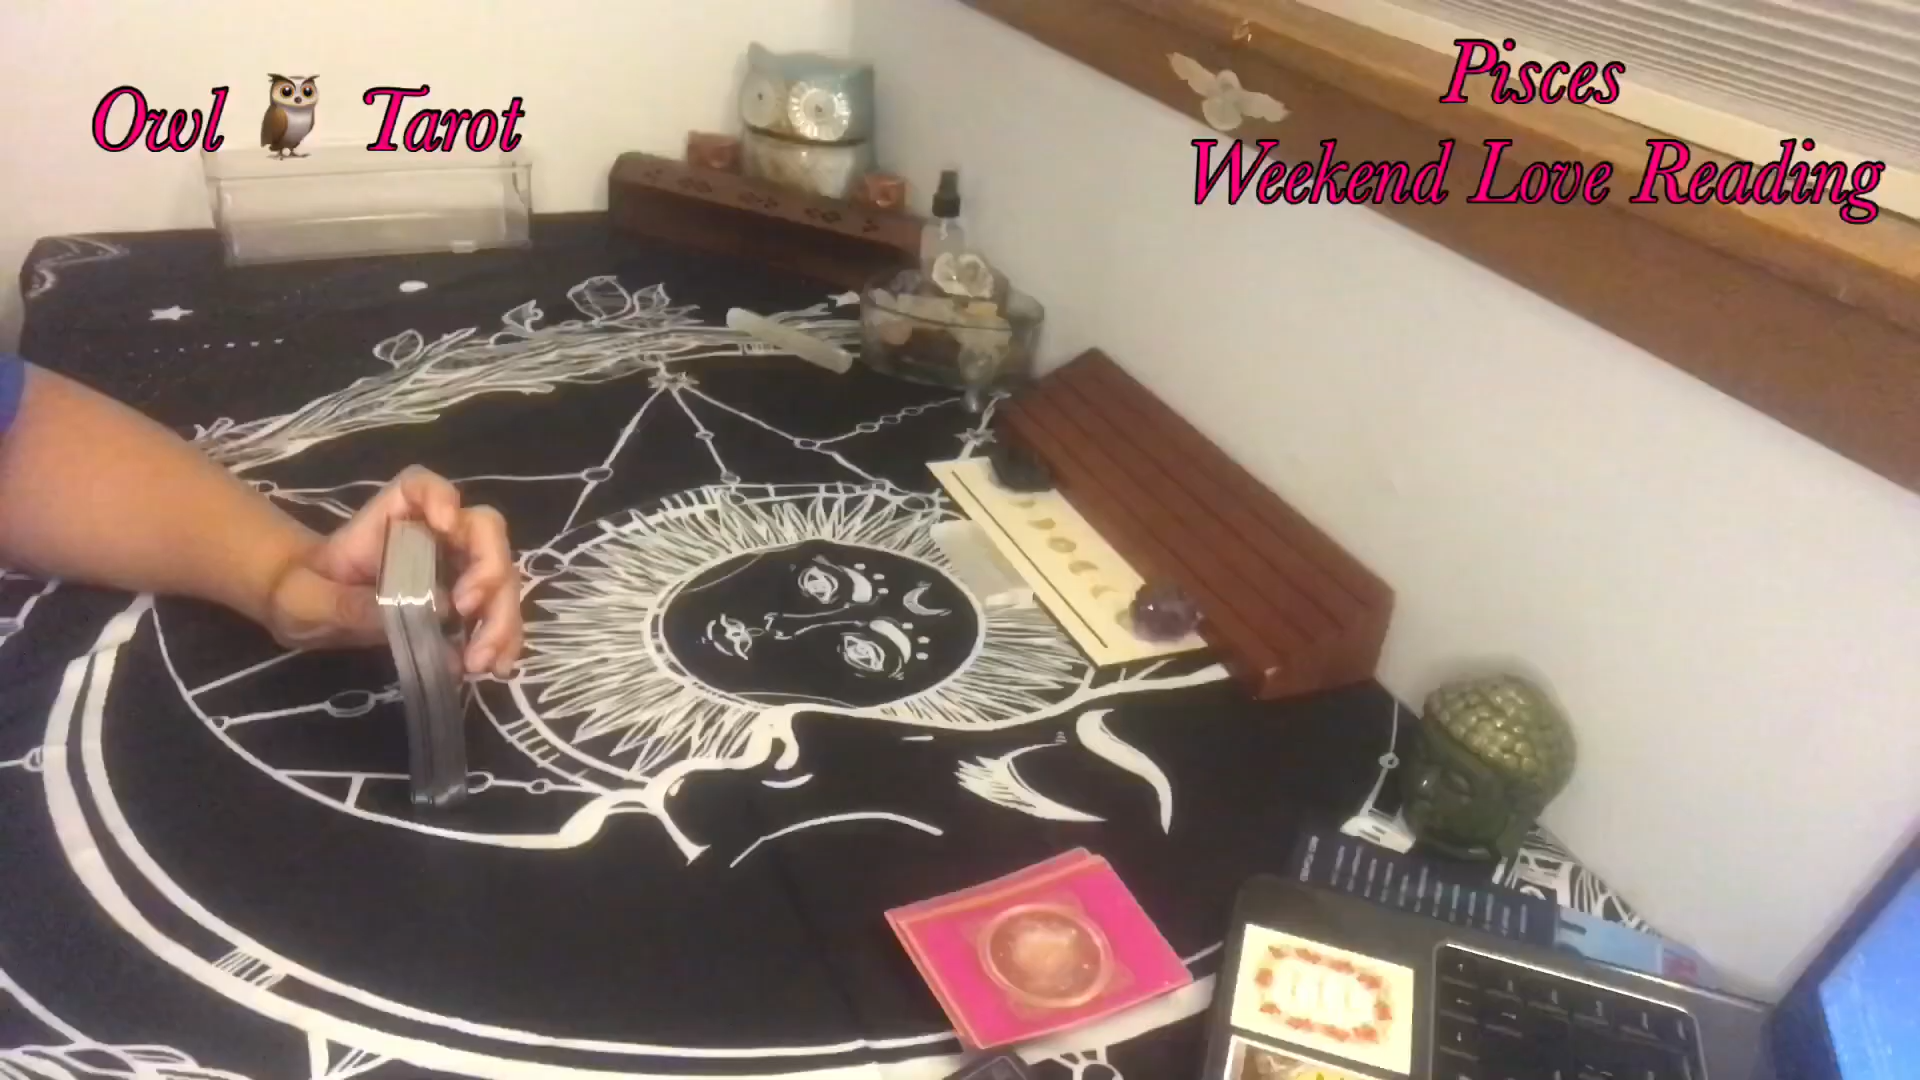 Owl 🦉 Tarot
Pisces
Weekend Love Reading